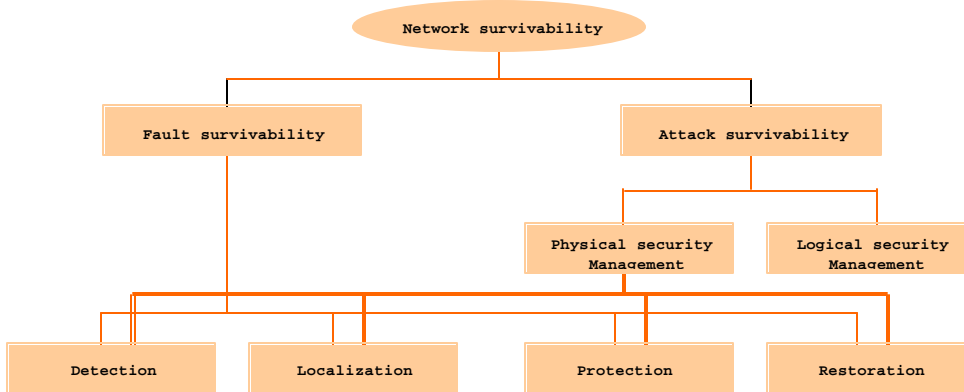 Network survivability
Fault survivability
Attack survivability
Physical security
Management
Logical security
Management
Detection
Localization
Protection
Restoration